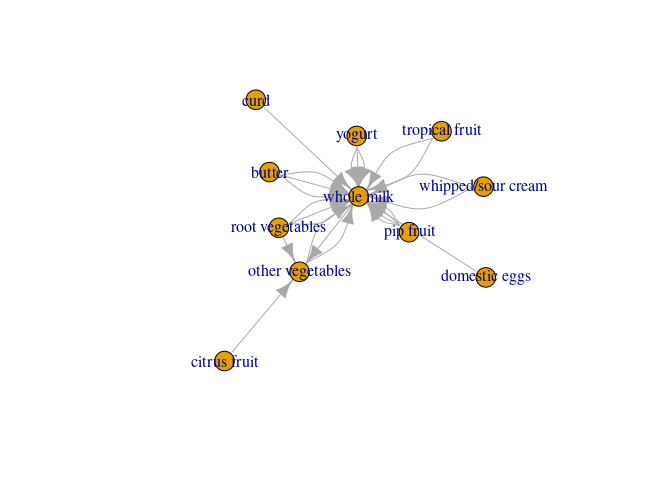 curd
yogurt
tropical fruit
butter
whipped/sour cream
whole milk
root vegetables
pip fruit
other vegetables
domestic eggs
citrus fruit